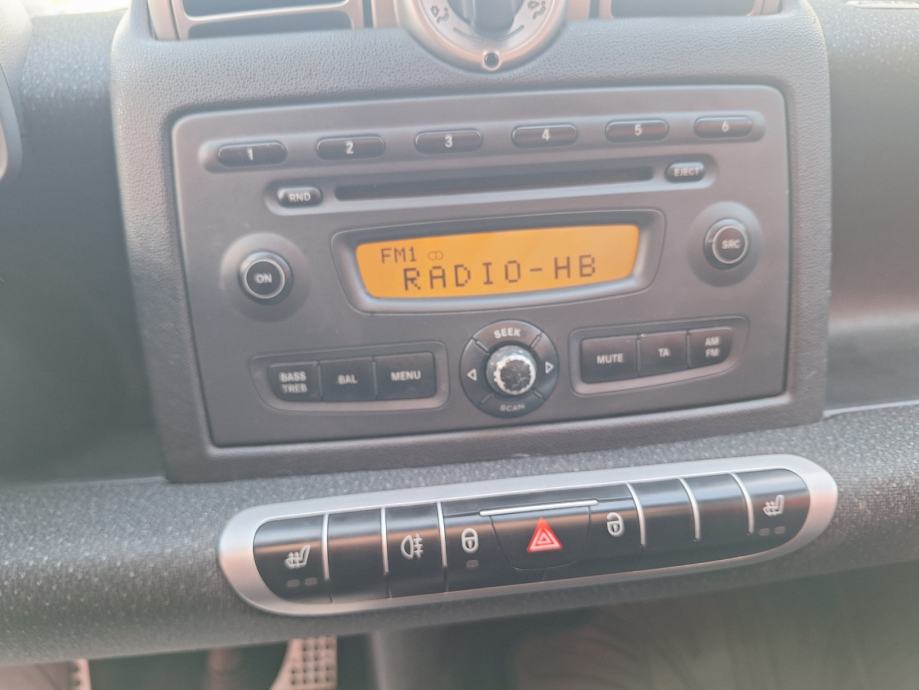 1 2 3 4 5 6
RND EJECT
FM1
RADIO-HB
ON SRC
SEEK
BASS
TREB
BAL MENU
SCAN
MUTE TA
AM
FM